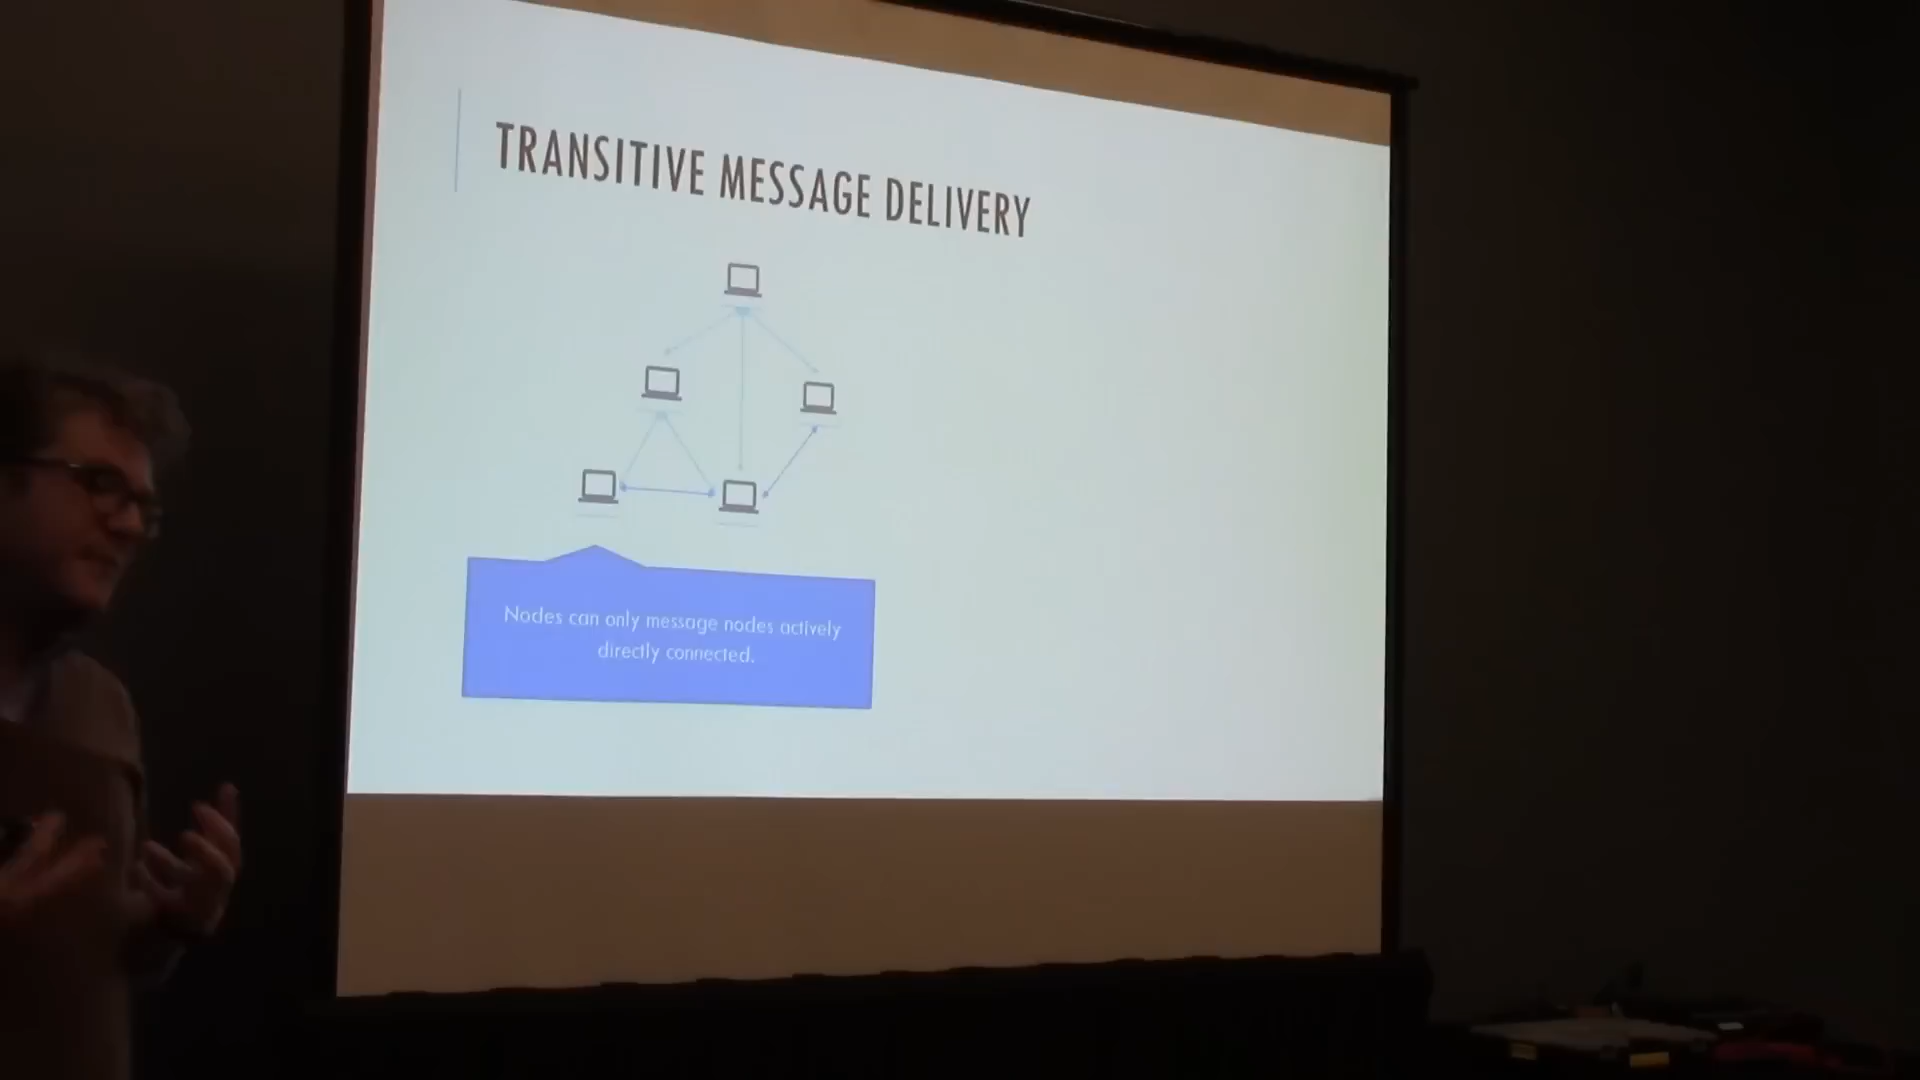 TRANSITIVE MESSAGE DELIVERY
Nodes can only message nodes actively
directly connected.